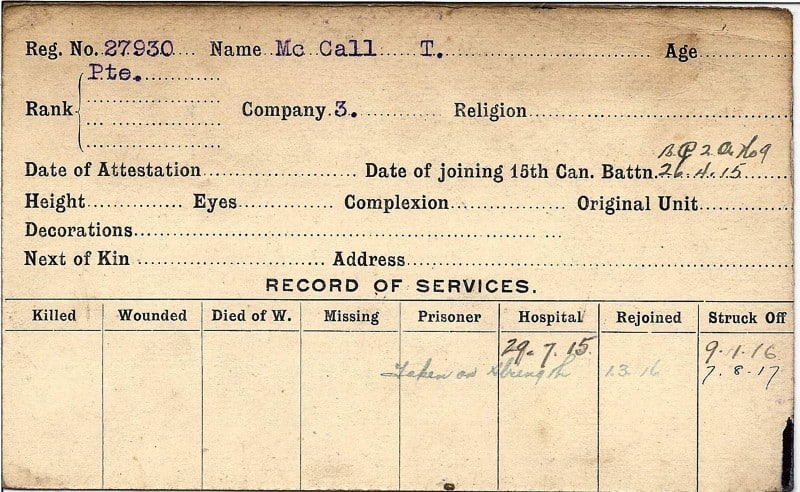 Reg. No. 27930 Name Mc Call T. Age
Pte.
Rank Company 3. Religion
2 No 9
Date of Attestation Date of joining 15th Can. Battn. 26.4.15
Height Eyes Complexion Original Unit
Decorations
Next of Kin Address
RECORD OF SERVICES.
Killed Wounded Died of W. Missing Prisoner Hospital Rejoined Struck Off
29.7.15. 9.1.16
Taken on strength 1.3.16 7.8.17